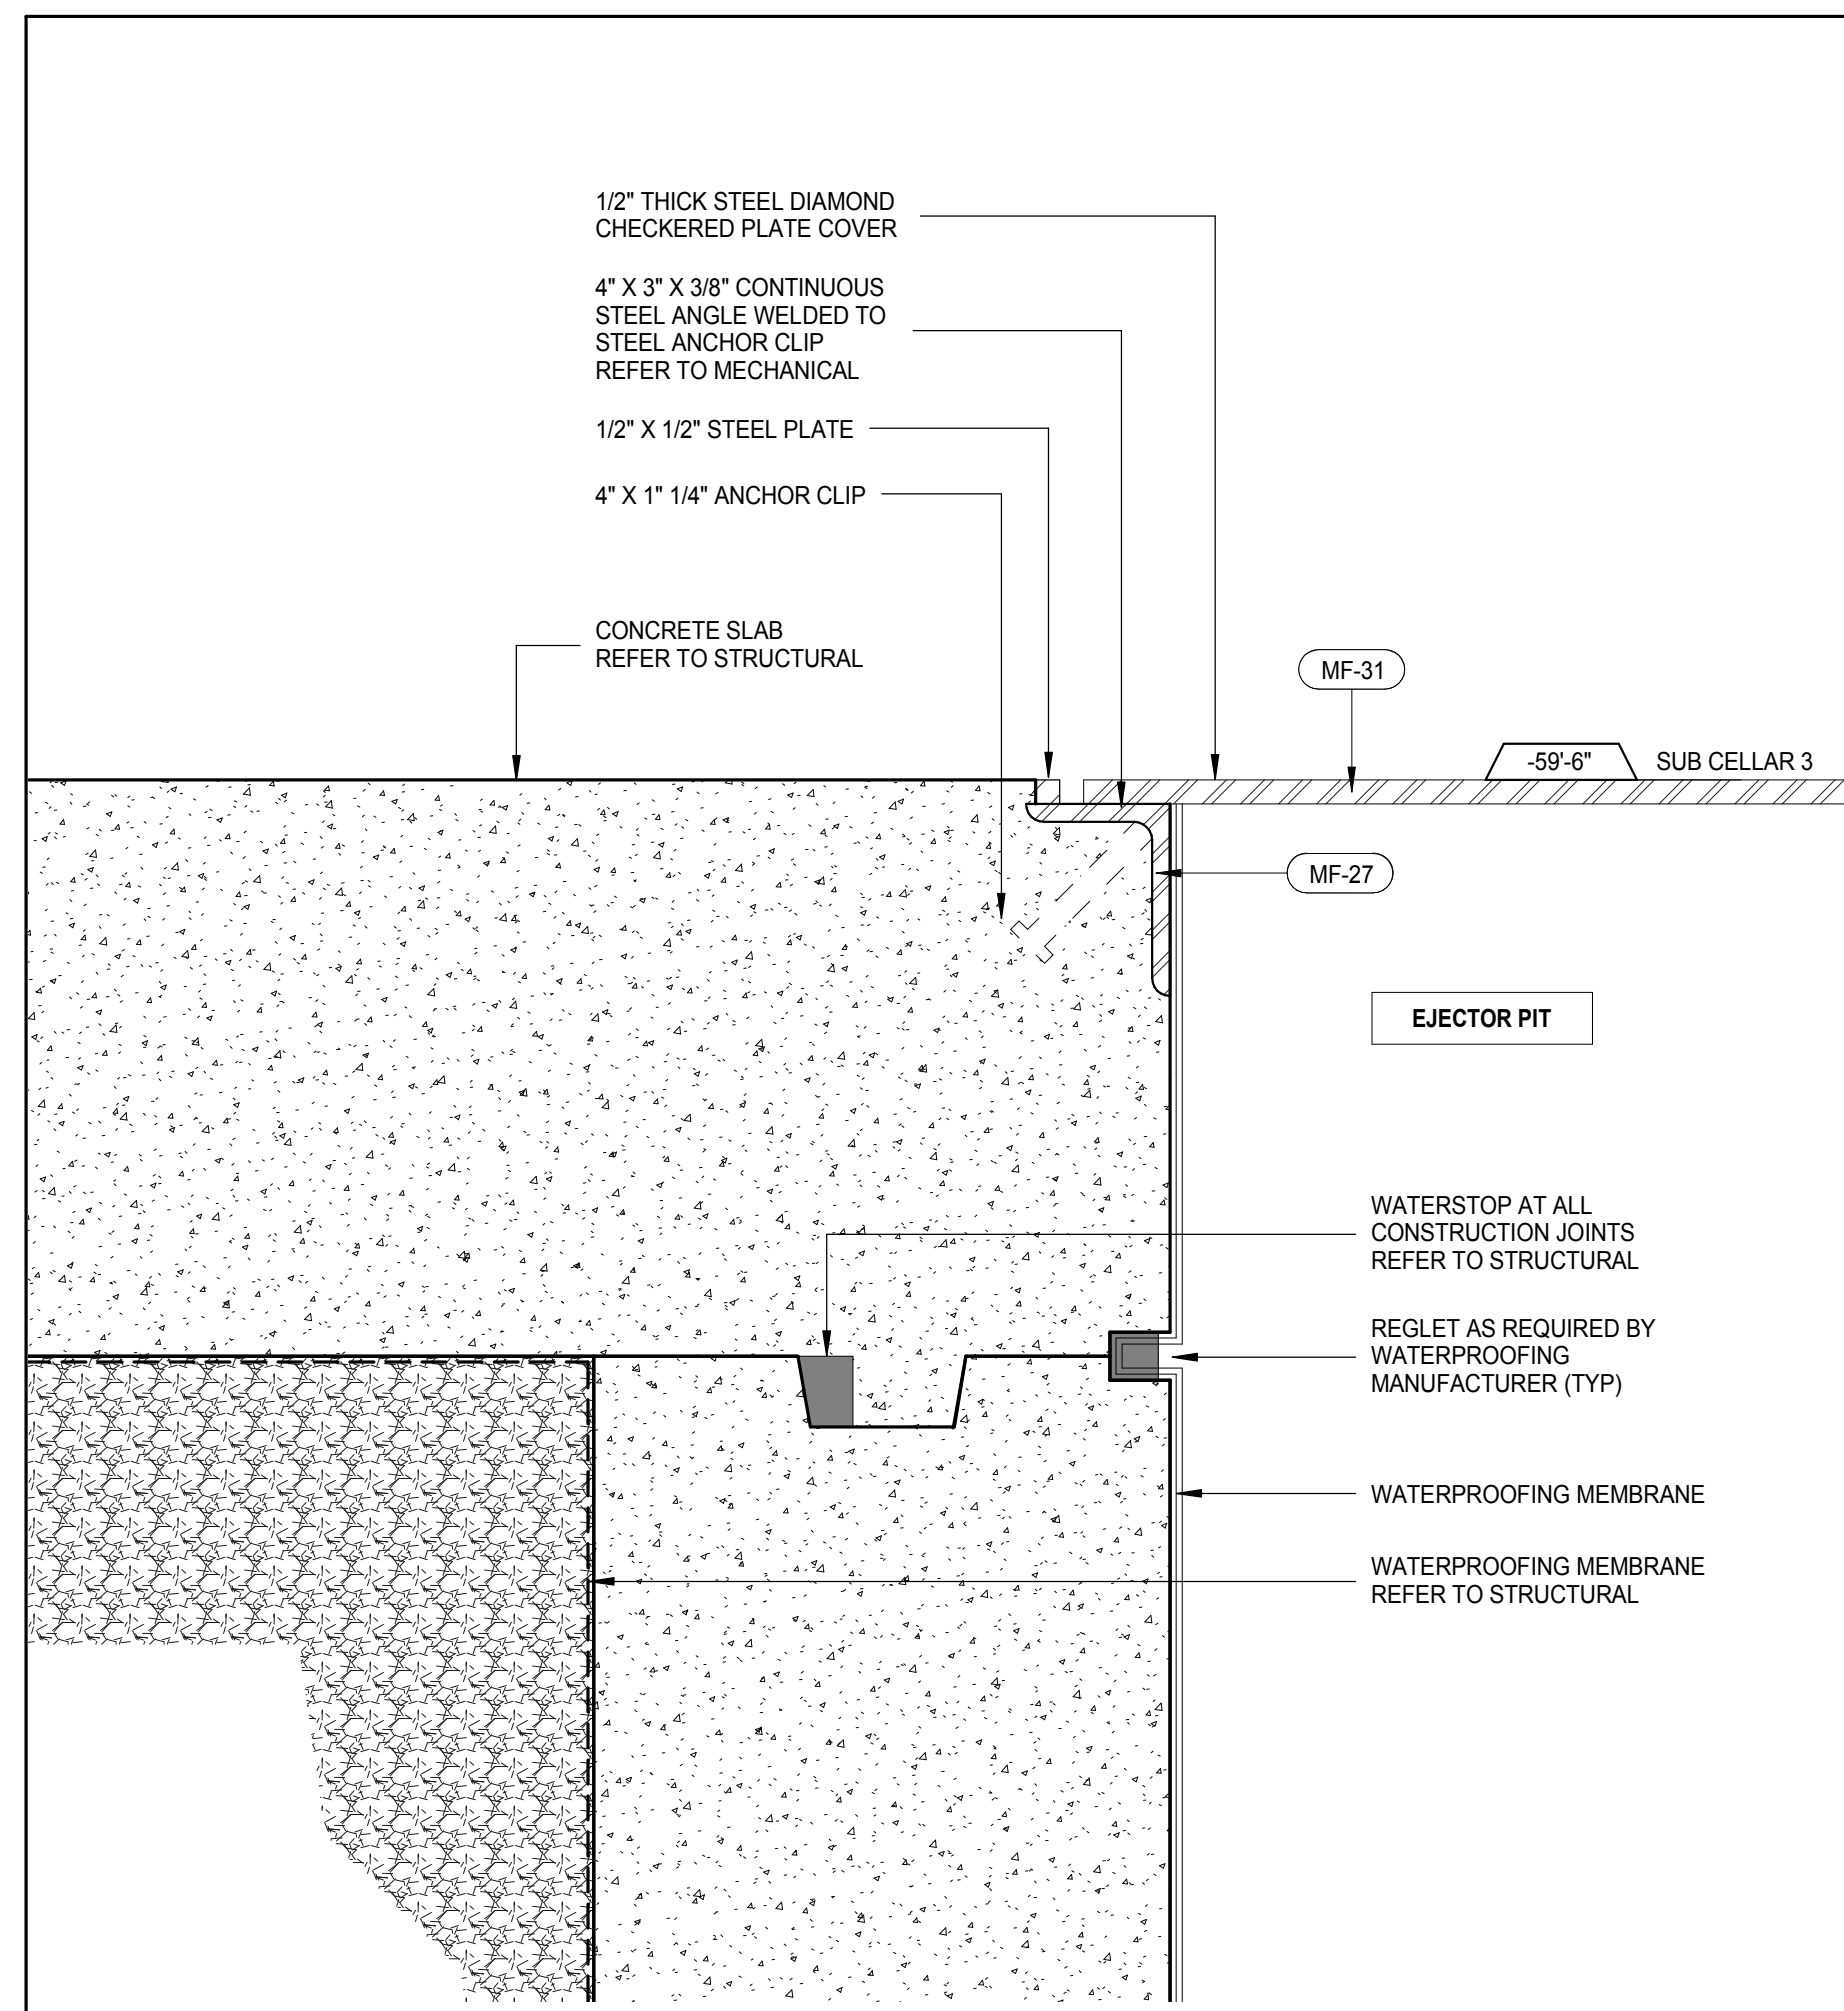 1/2" THICK STEEL DIAMOND
CHECKERED PLATE COVER
4" X 3" X 3/8" CONTINUOUS
STEEL ANGLE WELDED TO
STEEL ANCHOR CLIP
REFER TO MECHANICAL
1/2" X 1/2" STEEL PLATE
4" X 1" 1/4" ANCHOR CLIP
CONCRETE SLAB
REFER TO STRUCTURAL
MF-31
-59'-6" SUB CELLAR 3
MF-27
EJECTOR PIT
WATERSTOP AT ALL
CONSTRUCTION JOINTS
REFER TO STRUCTURAL
REGLET AS REQUIRED BY
WATERPROOFING
MANUFACTURER (TYP)
WATERPROOFING MEMBRANE
WATERPROOFING MEMBRANE
REFER TO STRUCTURAL